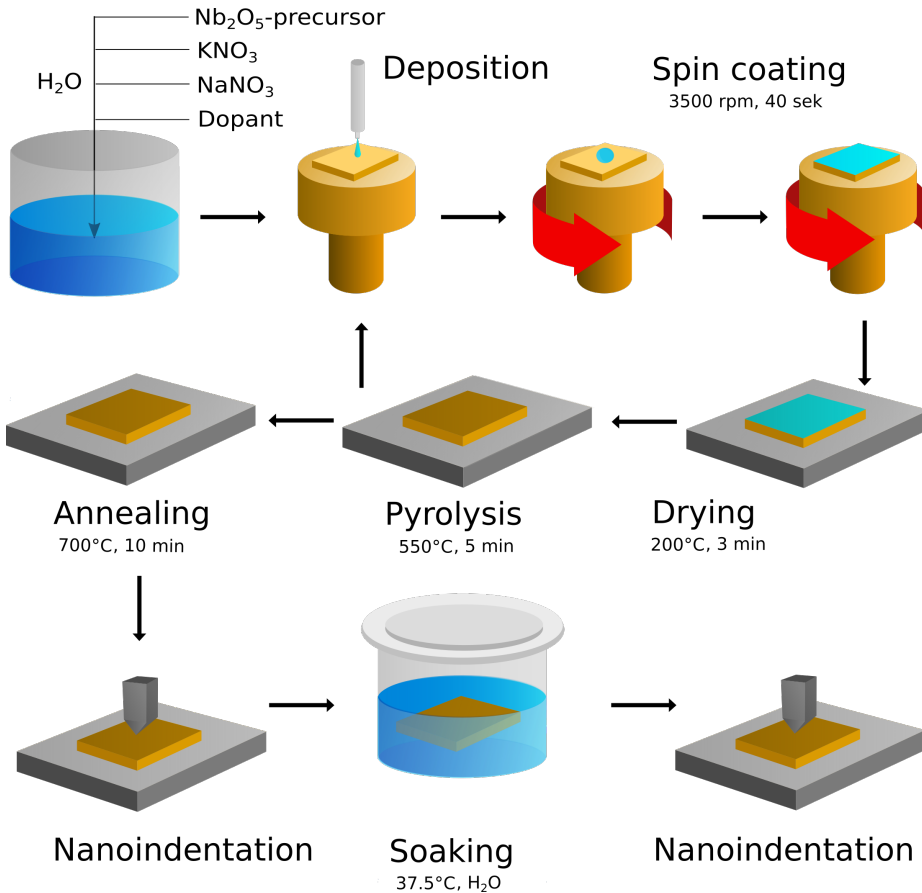 Nb₂O₅-precursor
KNO₃
H₂O
NaNO₃
Dopant
Deposition
Spin coating
3500 rpm, 40 sek
Annealing
700°C, 10 min
Pyrolysis
550°C, 5 min
Drying
200°C, 3 min
Nanoindentation
Soaking
37.5°C, H₂O
Nanoindentation